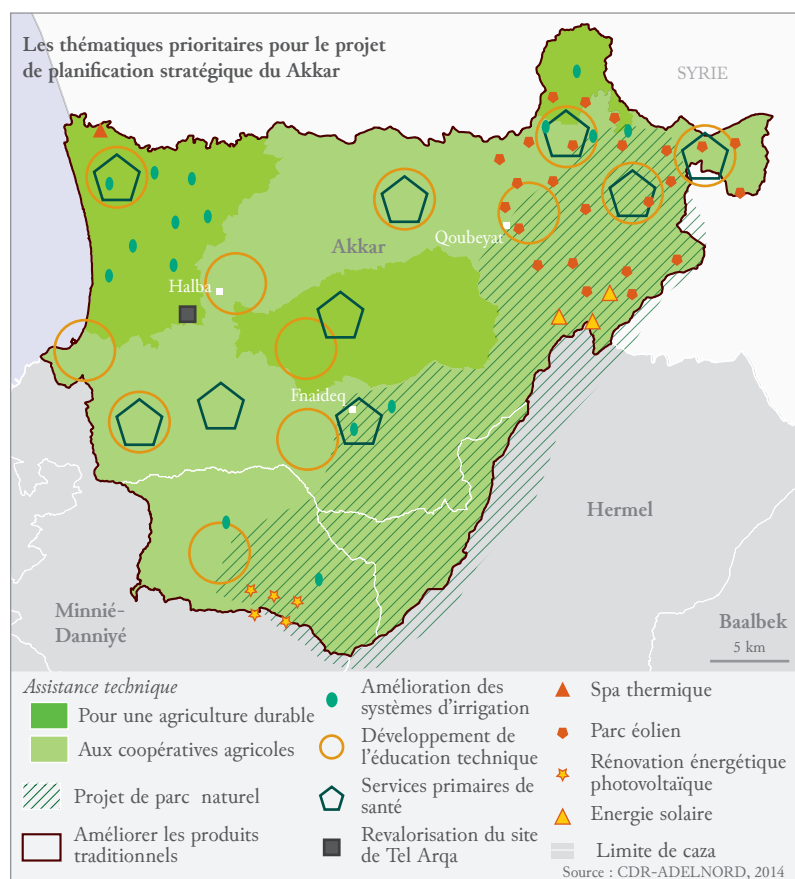 Les thématiques prioritaires pour le projet
de planification stratégique du Akkar
SYRIE
Akkar
Qoubeyat
Halba
Fnaideq
Hermel
Minnié-
Danniyé
Baalbek
5 km
Assistance technique
Pour une agriculture durable
Aux coopératives agricoles
Projet de parc naturel
Améliorer les produits
traditionnels
Amélioration des
systèmes d'irrigation
Développement de
l'éducation technique
Services primaires de
santé
Revalorisation du site
de Tel Arqa
Spa thermique
Parc éolien
Rénovation énergétique
photovoltaïque
Energie solaire
Limite de caza
Source : CDR-ADELNORD, 2014